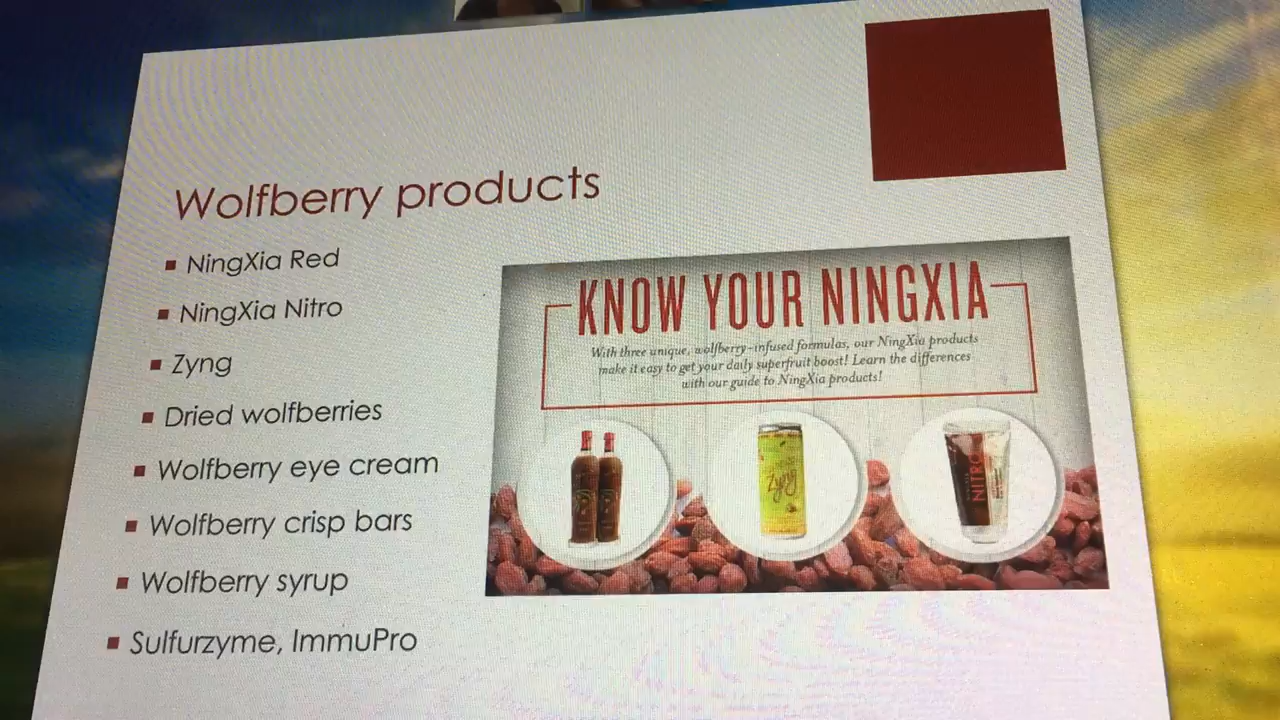 Wolfberry products
NingXia Red
NingXia Nitro
Zyng
Dried wolfberries
Wolfberry eye cream
Wolfberry crisp bars
Wolfberry syrup
Sulfurzyme, ImmuPro
KNOW YOUR NINGXIA
With three unique, wolfberry-infused formulas, our NingXia products
make it easy to get your daily superfruit boost! Learn the differences
with our guide to NingXia products!
Zyng
NITRO